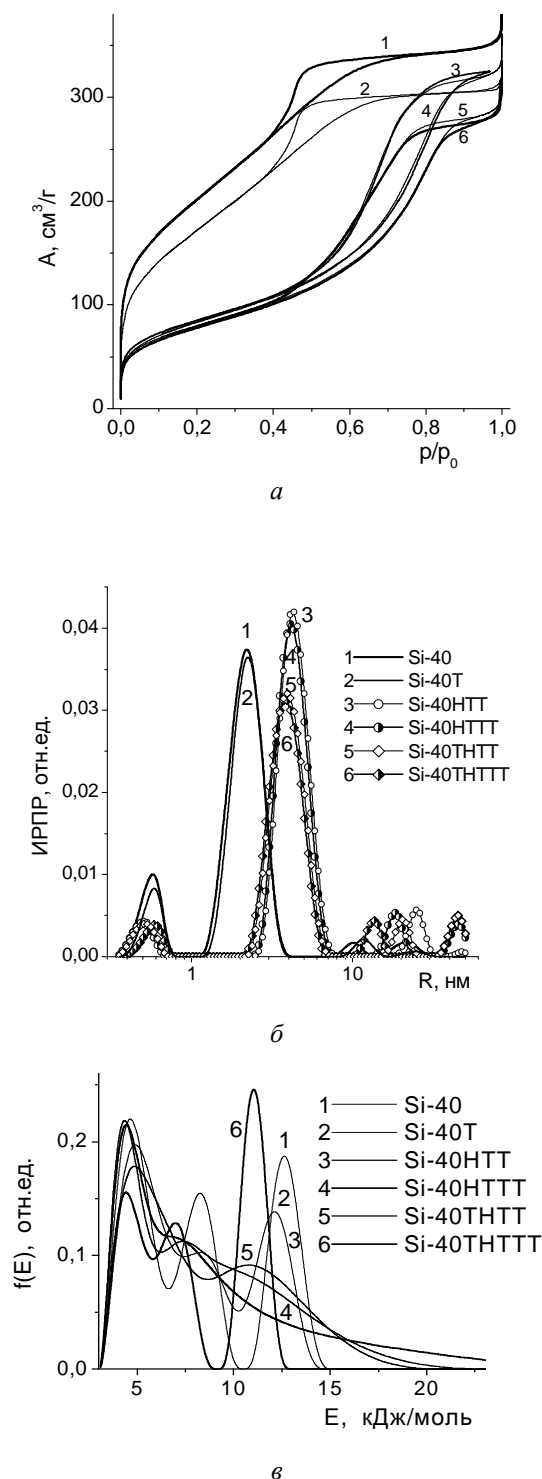 1
3
300
2
4
5
6
A, см³/г
200
100
0
0,0 0,2 0,4 0,6 0,8 1,0
p/p₀
а
0,04
1 3
4
2
5
6
0,03
0,02
0,01
0,00
ИРПР, отн.ед.
1 Si-40
2 Si-40T
3 Si-40HTT
4 Si-40HTTT
5 Si-40THTT
6 Si-40THTTT
1 10
R, нм
б
0,2
0,1
0,0
f(E), отн.ед.
6 1
2
5 3
4
1 Si-40
2 Si-40T
3 Si-40HTT
4 Si-40HTTT
5 Si-40THTT
6 Si-40THTTT
5 10 15 20
E, кДж/моль
в